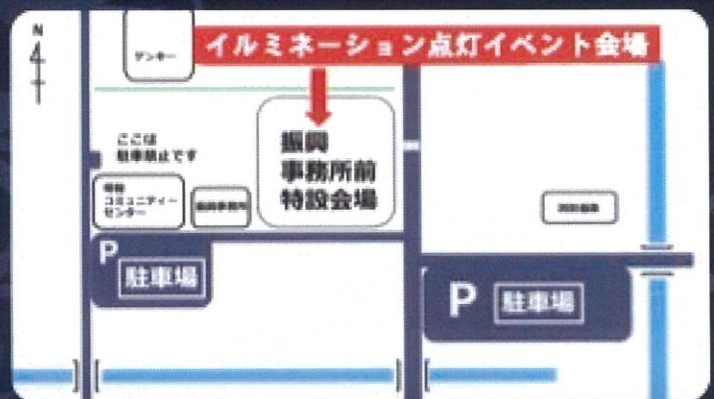 N
ゲンキー
イルミネーション点灯イベント会場
ここは
駐車禁止です
振興
事務所前
特設会場
コミュニティー
センター
P
駐車場
P
駐車場